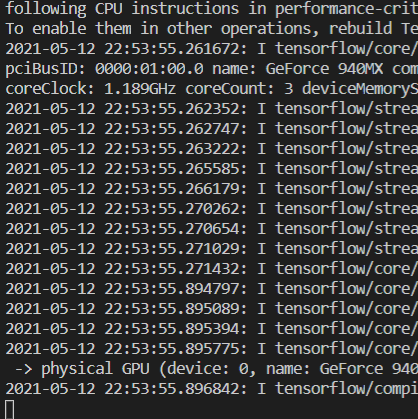 following CPU instructions in performance-crit
To enable them in other operations, rebuild Te
2021-05-12 22:53:55.261672: I tensorflow/core/
pciBusID: 0000:01:00.0 name: GeForce 940MX com
coreClock: 1.189GHz coreCount: 3 deviceMemoryS
2021-05-12 22:53:55.262352: I tensorflow/strea
2021-05-12 22:53:55.262747: I tensorflow/strea
2021-05-12 22:53:55.263222: I tensorflow/strea
2021-05-12 22:53:55.265585: I tensorflow/strea
2021-05-12 22:53:55.266179: I tensorflow/strea
2021-05-12 22:53:55.270262: I tensorflow/strea
2021-05-12 22:53:55.270654: I tensorflow/strea
2021-05-12 22:53:55.271029: I tensorflow/strea
2021-05-12 22:53:55.271432: I tensorflow/core/
2021-05-12 22:53:55.894797: I tensorflow/core/
2021-05-12 22:53:55.895089: I tensorflow/core/
2021-05-12 22:53:55.895394: I tensorflow/core/
2021-05-12 22:53:55.895775: I tensorflow/core/
-> physical GPU (device: 0, name: GeForce 940
2021-05-12 22:53:55.896842: I tensorflow/compi